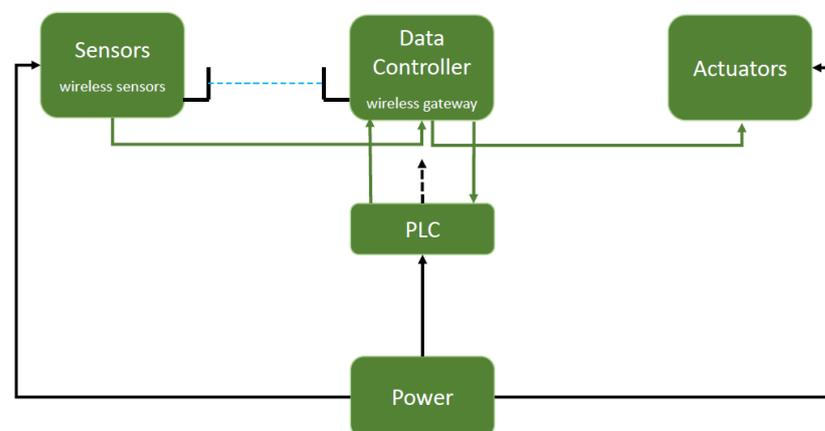 Sensors
wireless sensors
Data
Controller
wireless gateway
Actuators
PLC
Power